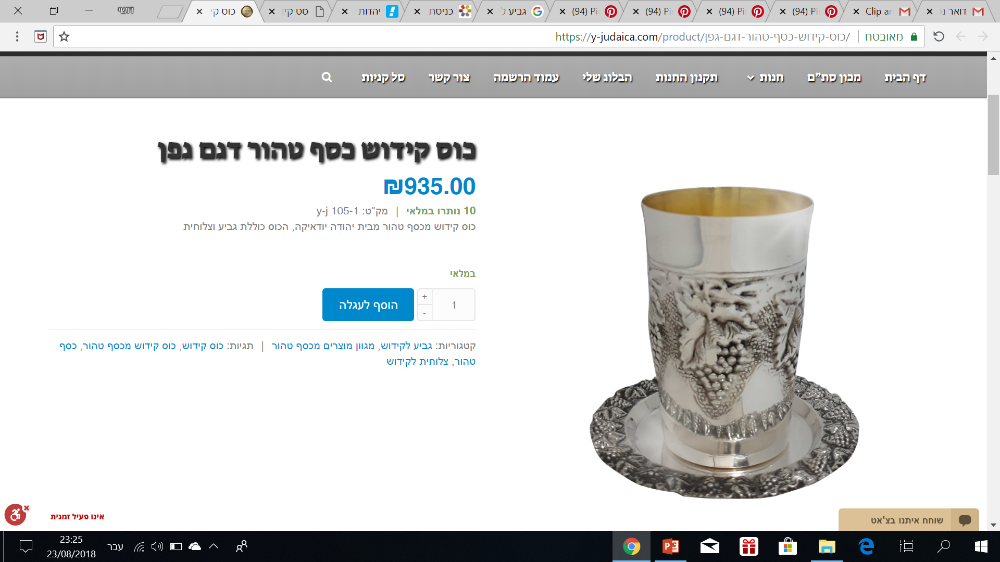 דושי
כוס קי
סט קיז
יהדות
כניסת
גביע ל
(94) Pi
(94) Pi
(94) Pi
(94) Pi
Clip ar
דואר נכ
https://y-judaica.com/product/כוס-קידוש-כסף-טהור-דגם-גפן/
מאובטח
דף הבית
מכון סת"ם
חנות
תקנון החנות
הבלוג שלי
עמוד הרשמה
צור קשר
סל קניות
כוס קידוש כסף טהור דגם גפן
₪935.00
10 נותרו במלאי | מק"ט: y-j 105-1
כוס קידוש מכסף טהור מבית יהודה יודאיקה, הכוס כוללת גביע וצלוחית
במלאי
1
+
-
הוסף לעגלה
קטגוריות: גביע לקידוש, מגוון מוצרים מכסף טהור | תגיות: כוס קידוש, כוס קידוש מכסף טהור, כסף
טהור, צלוחית לקידוש
אינו פעיל זמנית
שוחח איתנו בצ'אט
עבר
23:25
23/08/2018